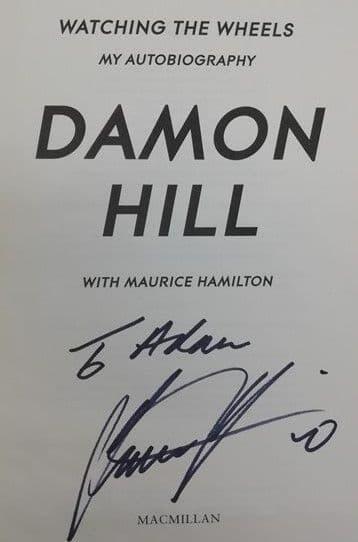 WATCHING THE WHEELS
MY AUTOBIOGRAPHY
DAMON
HILL
WITH MAURICE HAMILTON
To Adam
MACMILLAN